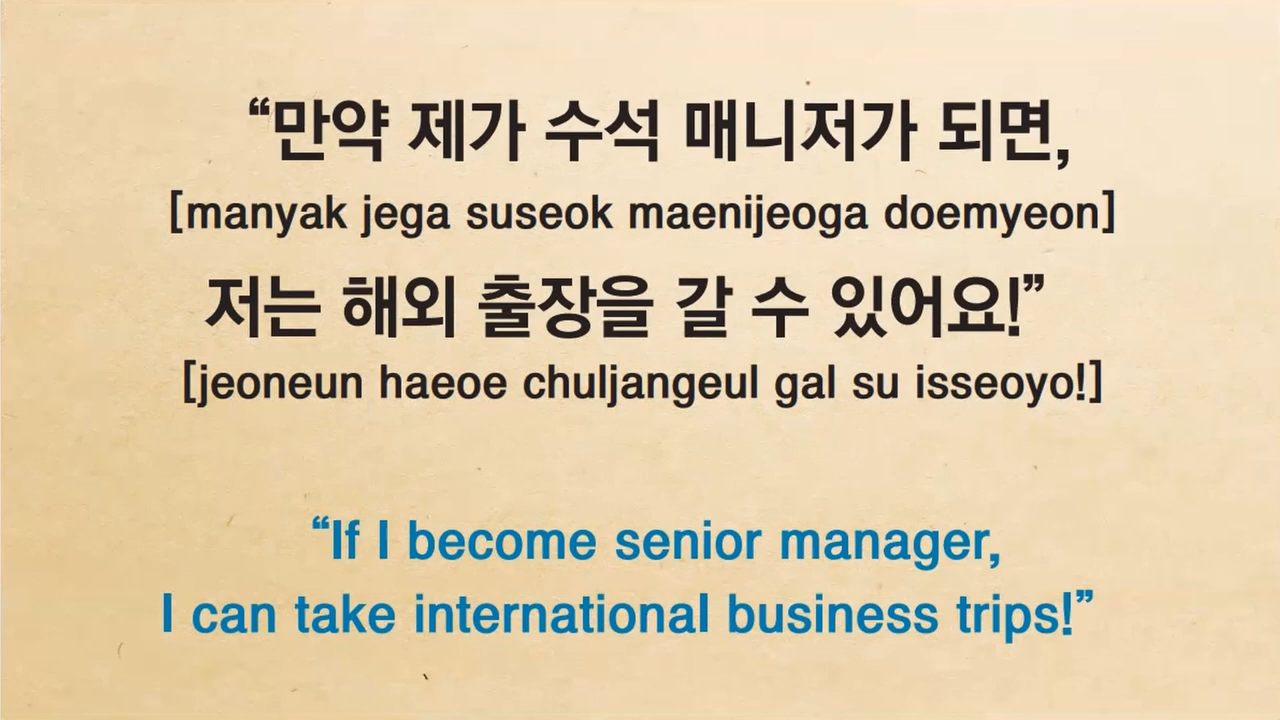 “만약 제가 수석 매니저가 되면,
[manyak jega suseok maenijeoga doemyeon]
저는 해외 출장을 갈 수 있어요!”
[jeoneun haeoe chuljangeul gal su isseoyo!]
“If I become senior manager,
I can take international business trips!”